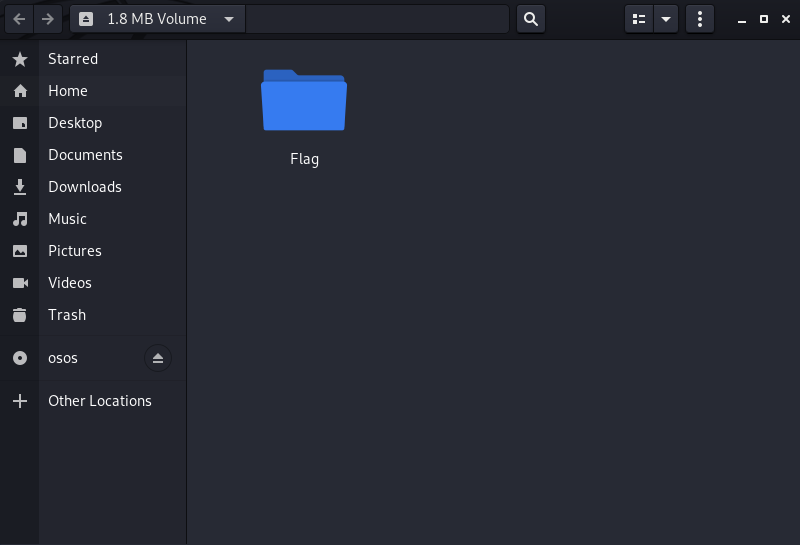 1.8 MB Volume
Starred
Home
Desktop
Documents
Downloads
Music
Pictures
Videos
Trash
osos
Other Locations
Flag